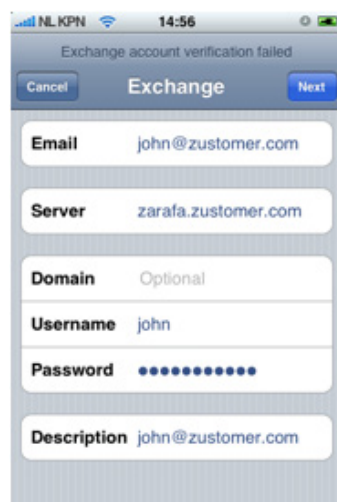 NL KPN 14:56
Exchange account verification failed
Cancel Exchange Next
Email john@zustomer.com
Server zarafa.zustomer.com
Domain Optional
Username john
Password ●●●●●●●●●●●
Description john@zustomer.com